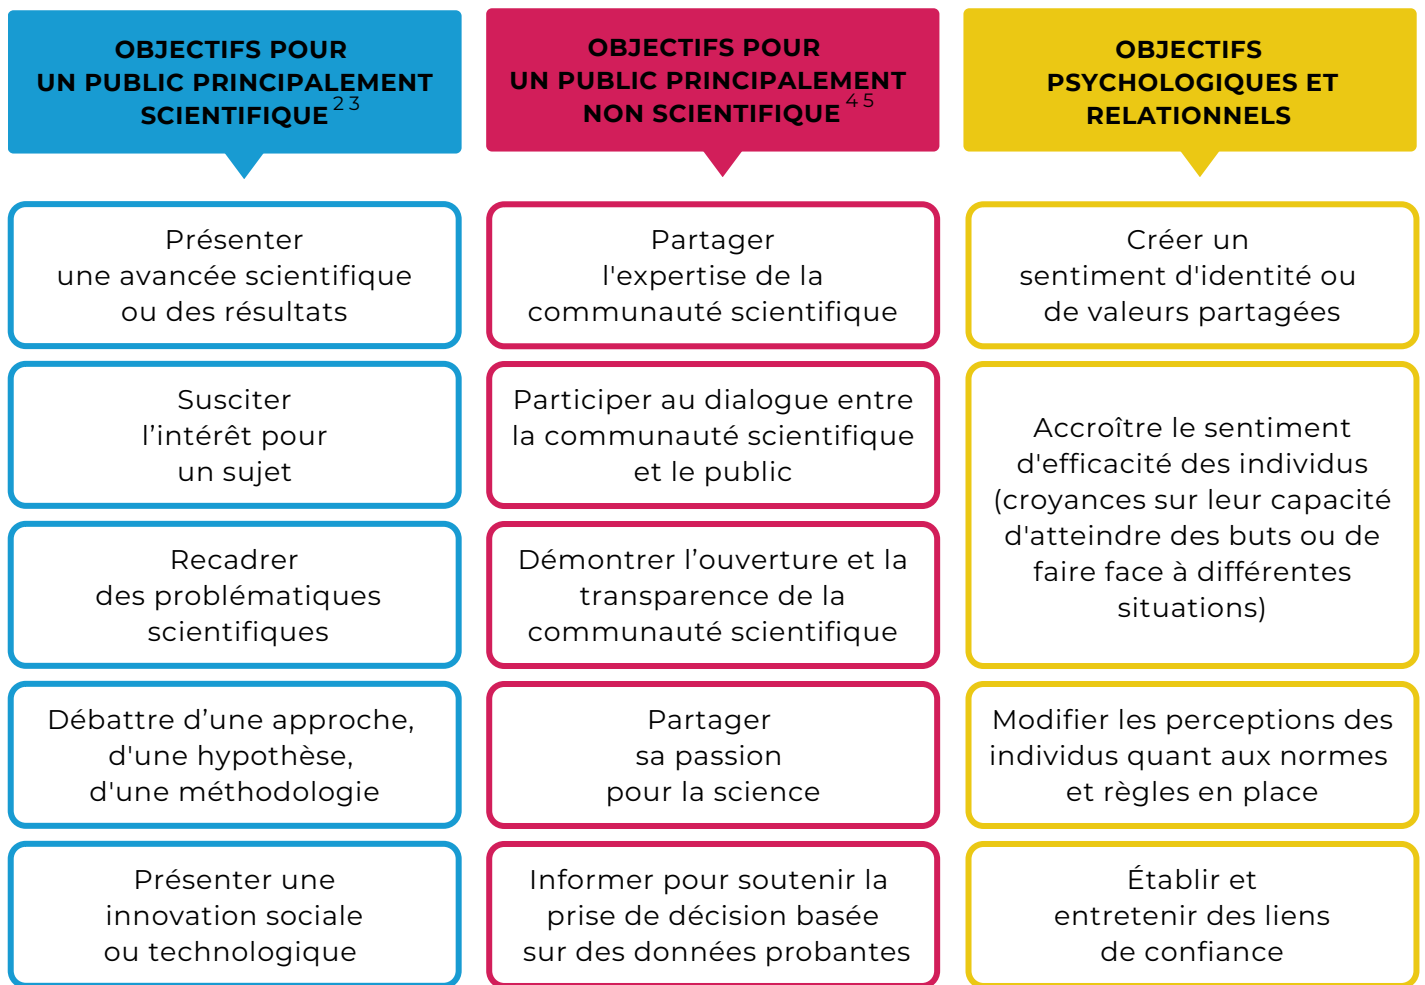 OBJECTIFS POUR
UN PUBLIC PRINCIPALEMENT
SCIENTIFIQUE 2 3
Présenter
une avancée scientifique
ou des résultats
Susciter
l’intérêt pour
un sujet
Recadrer
des problématiques
scientifiques
Débattre d’une approche,
d'une hypothèse,
d'une méthodologie
Présenter une
innovation sociale
ou technologique
OBJECTIFS POUR
UN PUBLIC PRINCIPALEMENT
NON SCIENTIFIQUE 4 5
Partager
l'expertise de la
communauté scientifique
Participer au dialogue entre
la communauté scientifique
et le public
Démontrer l’ouverture et la
transparence de la
communauté scientifique
Partager
sa passion
pour la science
Informer pour soutenir la
prise de décision basée
sur des données probantes
OBJECTIFS
PSYCHOLOGIQUES ET
RELATIONNELS
Créer un
sentiment d'identité ou
de valeurs partagées
Accroître le sentiment
d'efficacité des individus
(croyances sur leur capacité
d'atteindre des buts ou de
faire face à différentes
situations)
Modifier les perceptions des
individus quant aux normes
et règles en place
Établir et
entretenir des liens
de confiance